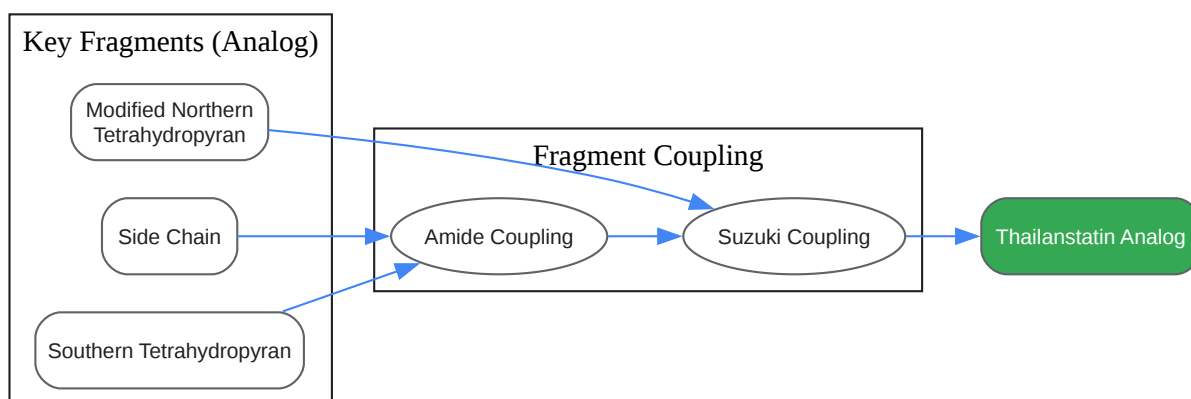 Key Fragments (Analog)
Modified Northern
Tetrahydropyran
Side Chain
Southern Tetrahydropyran
Fragment Coupling
Amide Coupling
Suzuki Coupling
Thailanstatin Analog